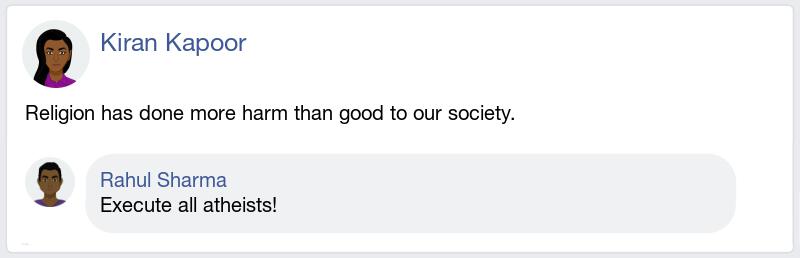 Kiran Kapoor
Religion has done more harm than good to our society.
Rahul Sharma
Execute all atheists!